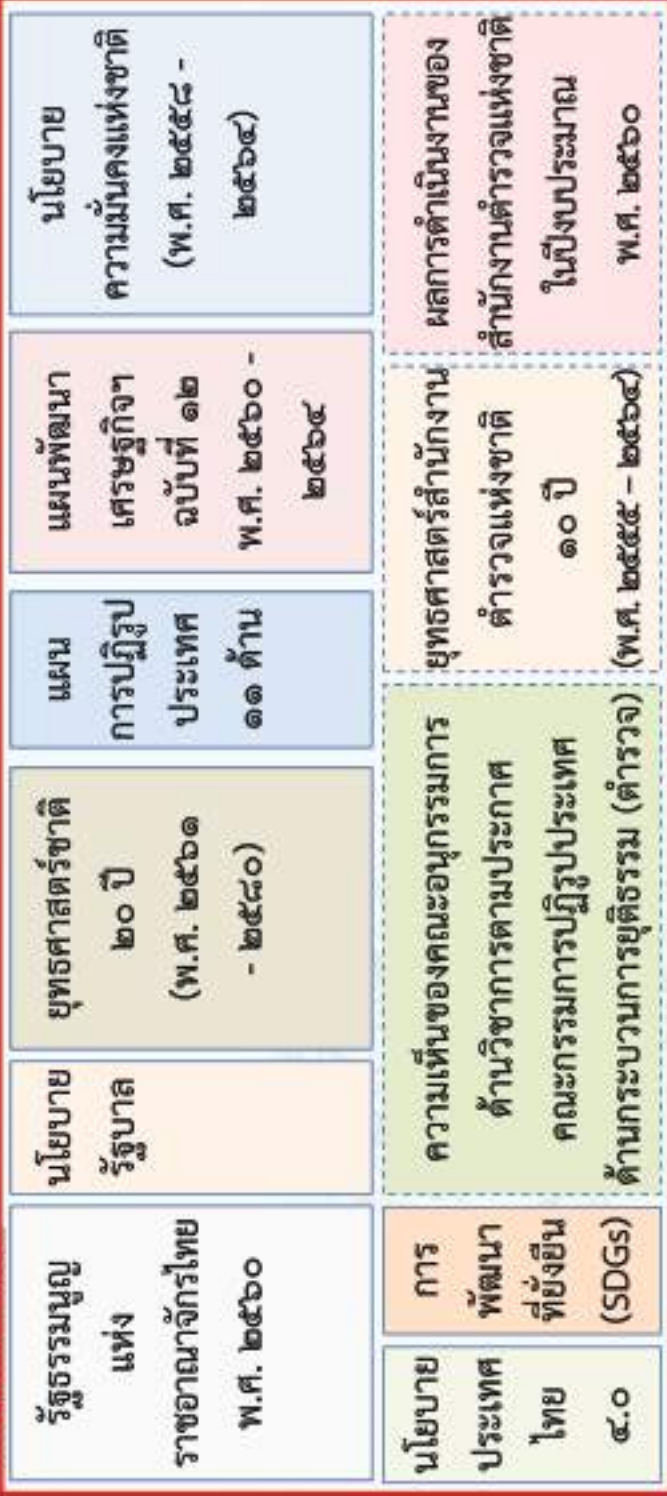 รัฐธรรมนูญ
แห่ง
ราชอาณาจักรไทย
พ.ศ. ๒๕๖๐
นโยบาย
รัฐบาล
ยุทธศาสตร์ชาติ
๒๐ ปี
(พ.ศ. ๒๕๖๑
- ๒๕๘๐)
แผน
การปฏิรูป
ประเทศ
๑๑ ด้าน
แผนพัฒนา
เศรษฐกิจฯ
ฉบับที่ ๑๒
พ.ศ. ๒๕๖๐ -
๒๕๖๔
นโยบาย
ความมั่นคงแห่งชาติ
(พ.ศ. ๒๕๕๘ -
๒๕๖๔)
นโยบาย
ประเทศ
ไทย
๔.๐
การ
พัฒนา
ที่ยั่งยืน
(SDGs)
ความเห็นของคณะอนุกรรมการ
ด้านวิชาการตามประกาศ
คณะกรรมการปฏิรูปประเทศ
ด้านกระบวนการยุติธรรม (ตำรวจ)
ยุทธศาสตร์สำนักงาน
ตำรวจแห่งชาติ
๑๐ ปี
(พ.ศ. ๒๕๕๕ – ๒๕๖๔)
ผลการดำเนินงานของ
สำนักงานตำรวจแห่งชาติ
ในปีงบประมาณ
พ.ศ. ๒๕๖๐